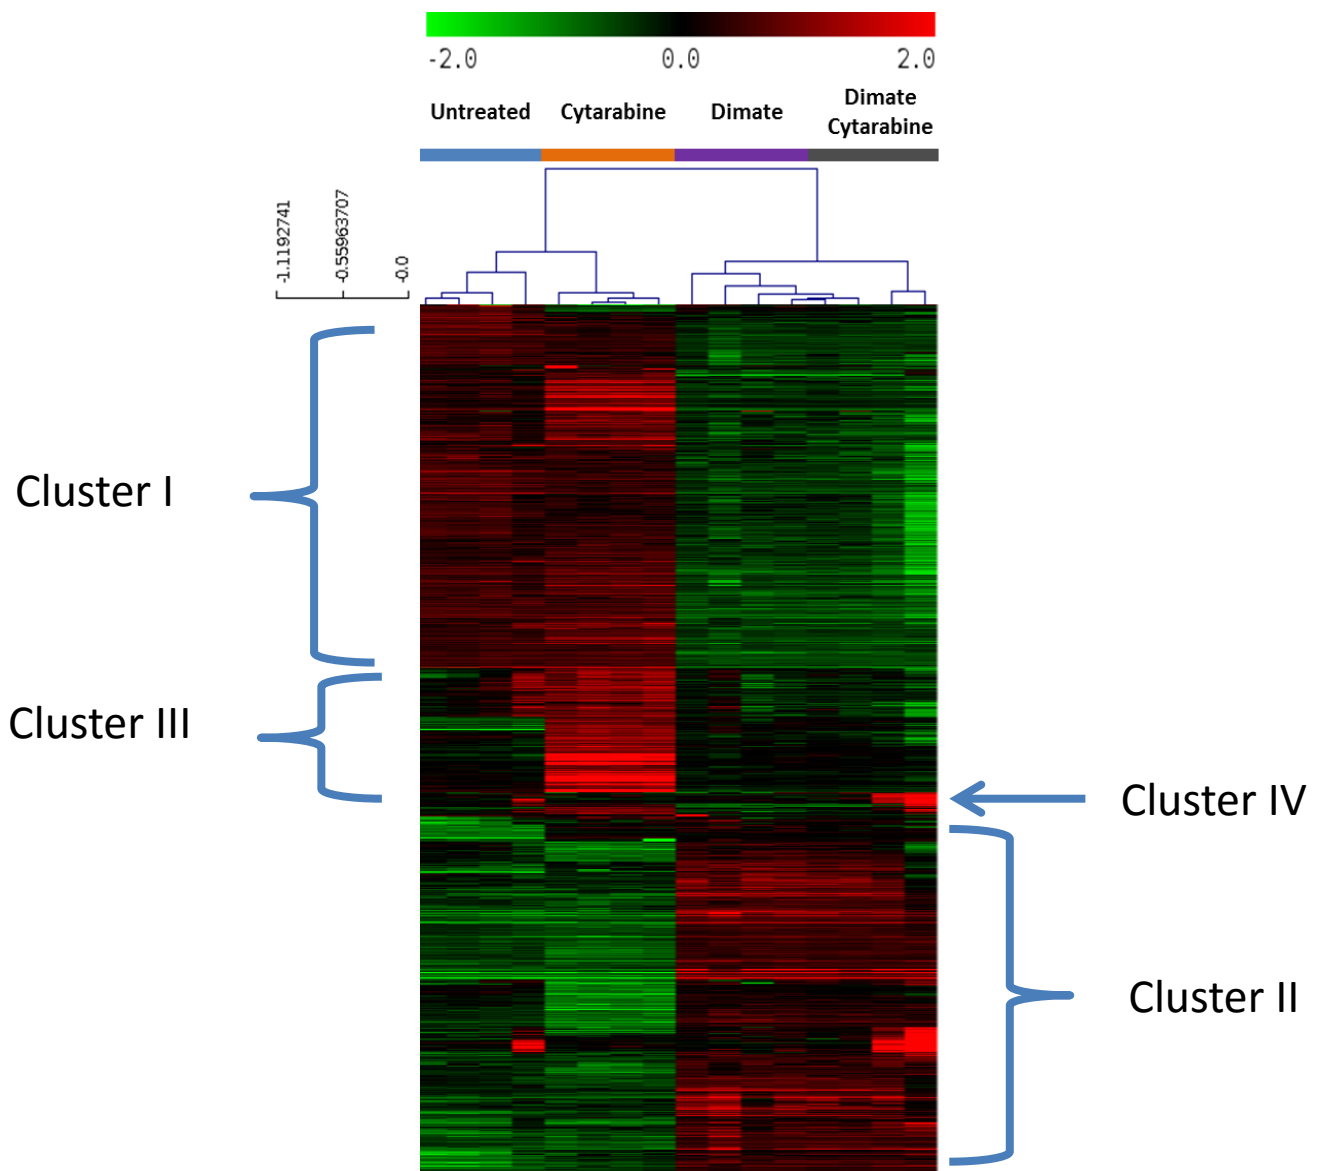 -2.0 0.0 2.0
Untreated Cytarabine Dimate Dimate
Cytarabine
-1.1192741
-0.55963707
-0.0
Cluster I
Cluster III
Cluster IV
Cluster II